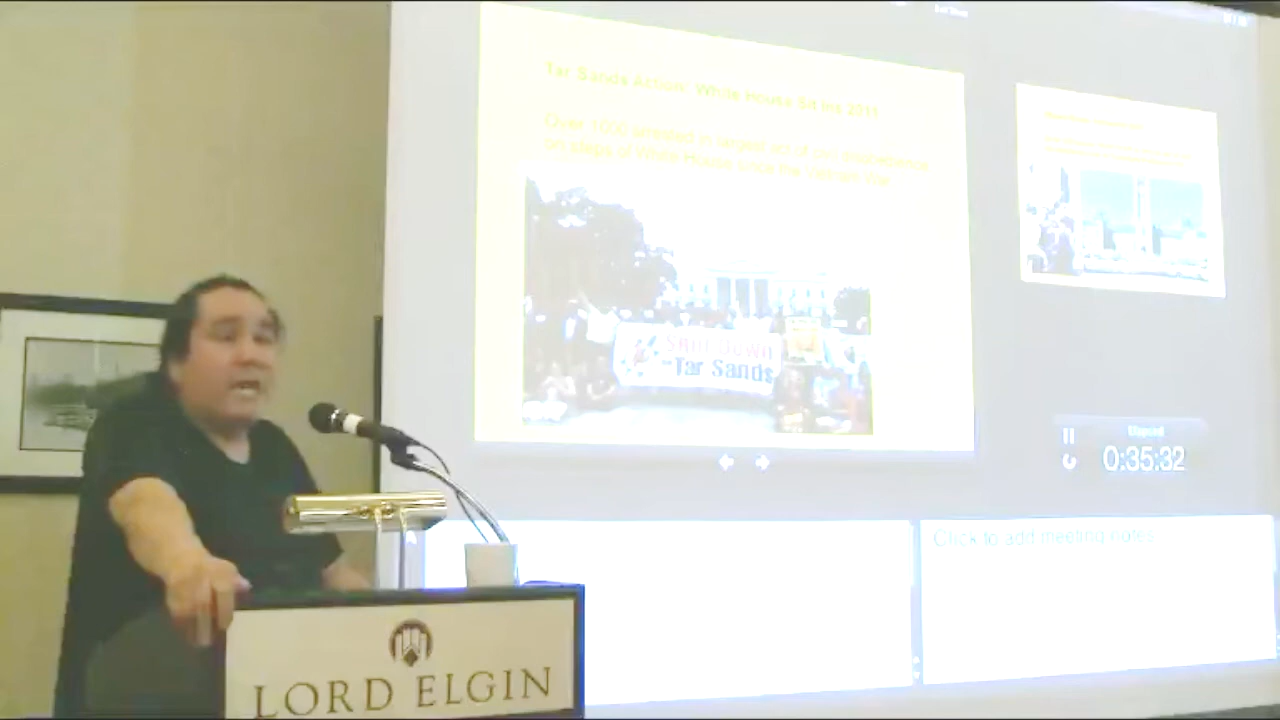 Tar Sands Action: White House Sit Ins 2011
Over 1000 arrested in largest act of civil disobedience
on steps of White House since the Vietnam War
Shut Down
Tar Sands
Elapsed
0:35:32
Click to add meeting notes
LORD ELGIN